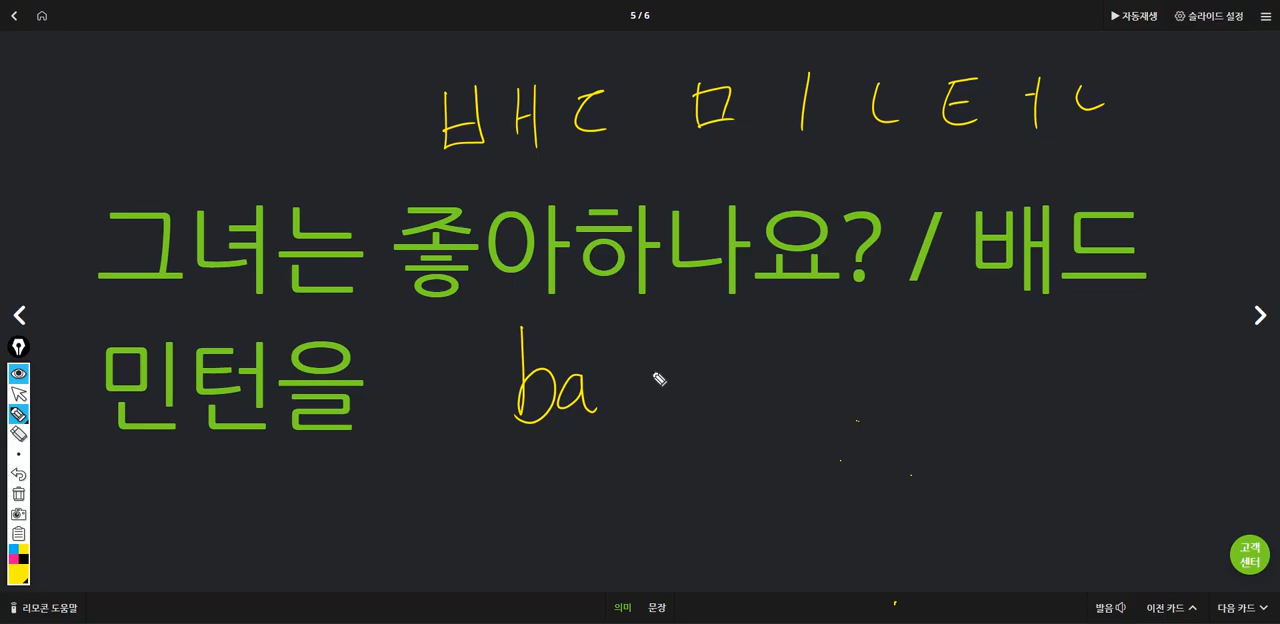 5 / 6
자동재생
슬라이드 설정
ㅂㅐㄷ ㅁㅣㄴㅌㅓㄴ
그녀는 좋아하나요? / 배드
민턴을
ba
고객
센터
리모콘 도움말
의미
문장
발음
이전 카드
다음 카드